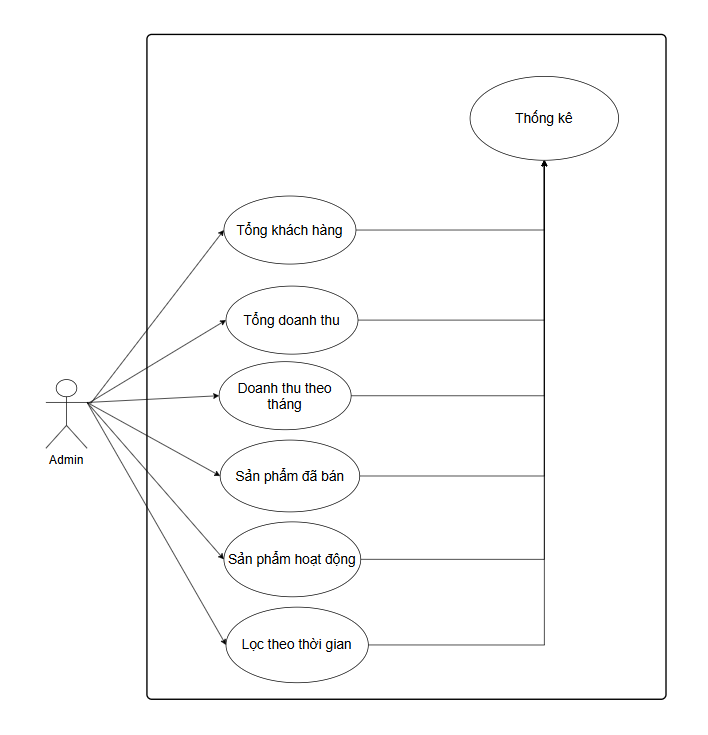 Thống kê
Tổng khách hàng
Tổng doanh thu
Doanh thu theo
tháng
Admin
Sản phẩm đã bán
Sản phẩm hoạt động
Lọc theo thời gian